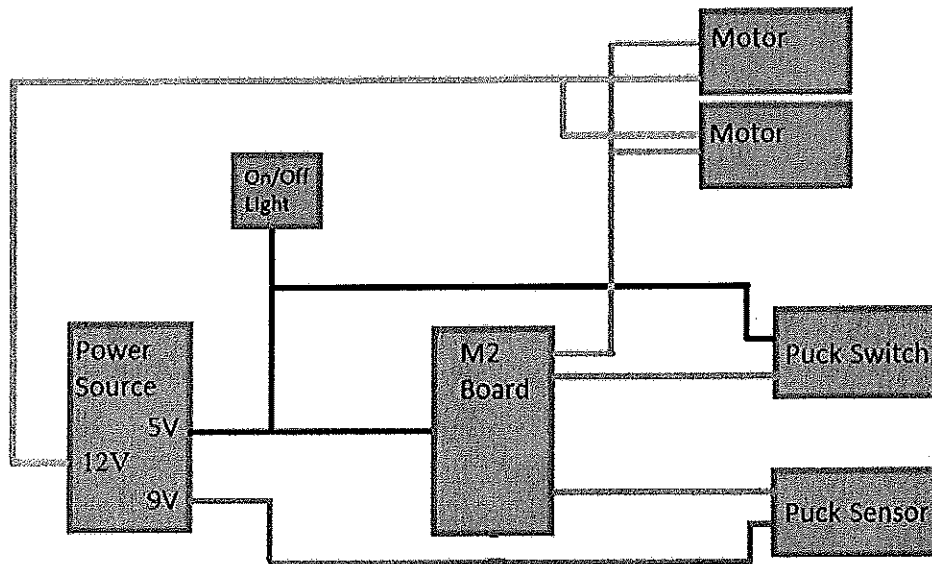 Motor
Motor
On/Off
Light
Power
Source
5V
12V
9V
M2
Board
Puck Switch
Puck Sensor